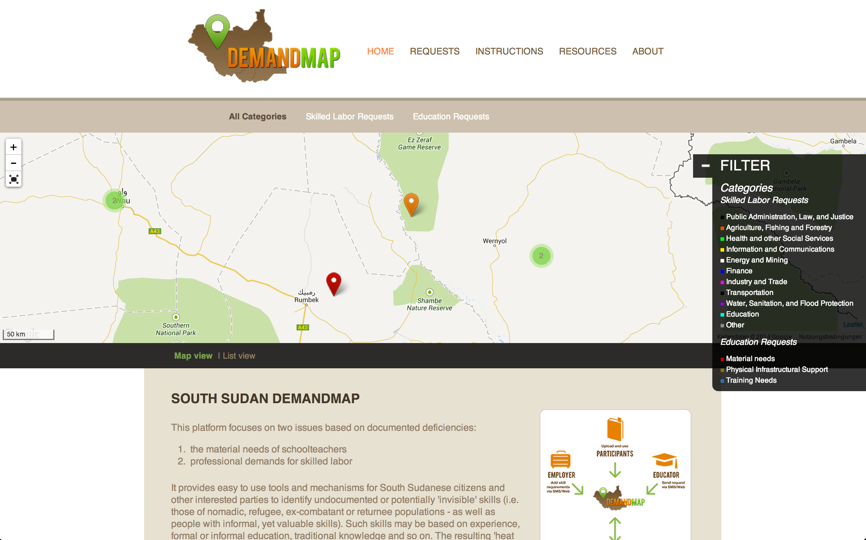 DEMANDMAP
HOME REQUESTS INSTRUCTIONS RESOURCES ABOUT
All Categories Skilled Labor Requests Education Requests
+
−
Ez Zeraf
Game Reserve
Gambela
واو
2
A43
Wernyol
2
رمبيك
Rumbek
Shambe
Nature Reserve
Southern
National Park
A43
50 km
− FILTER
Categories
Skilled Labor Requests
Public Administration, Law, and Justice
Agriculture, Fishing and Forestry
Health and other Social Services
Information and Communications
Energy and Mining
Finance
Industry and Trade
Transportation
Water, Sanitation, and Flood Protection
Education
Other
Leaflet
Nutzungsbedingungen
Education Requests
Material needs
Physical Infrastructural Support
Training Needs
Map view | List view
SOUTH SUDAN DEMANDMAP
This platform focuses on two issues based on documented deficiencies:
1. the material needs of schoolteachers
2. professional demands for skilled labor
It provides easy to use tools and mechanisms for South Sudanese citizens and
other interested parties to identify undocumented or potentially 'invisible' skills (i.e.
those of nomadic, refugee, ex-combatant or returnee populations - as well as
people with informal, yet valuable skills). Such skills may be based on experience,
formal or informal education, traditional knowledge and so on. The resulting 'heat
Upload and use
PARTICIPANTS
EMPLOYER
Add skill
requirements
via SMS/Web
EDUCATOR
Send request
via SMS/Web
DEMANDMAP